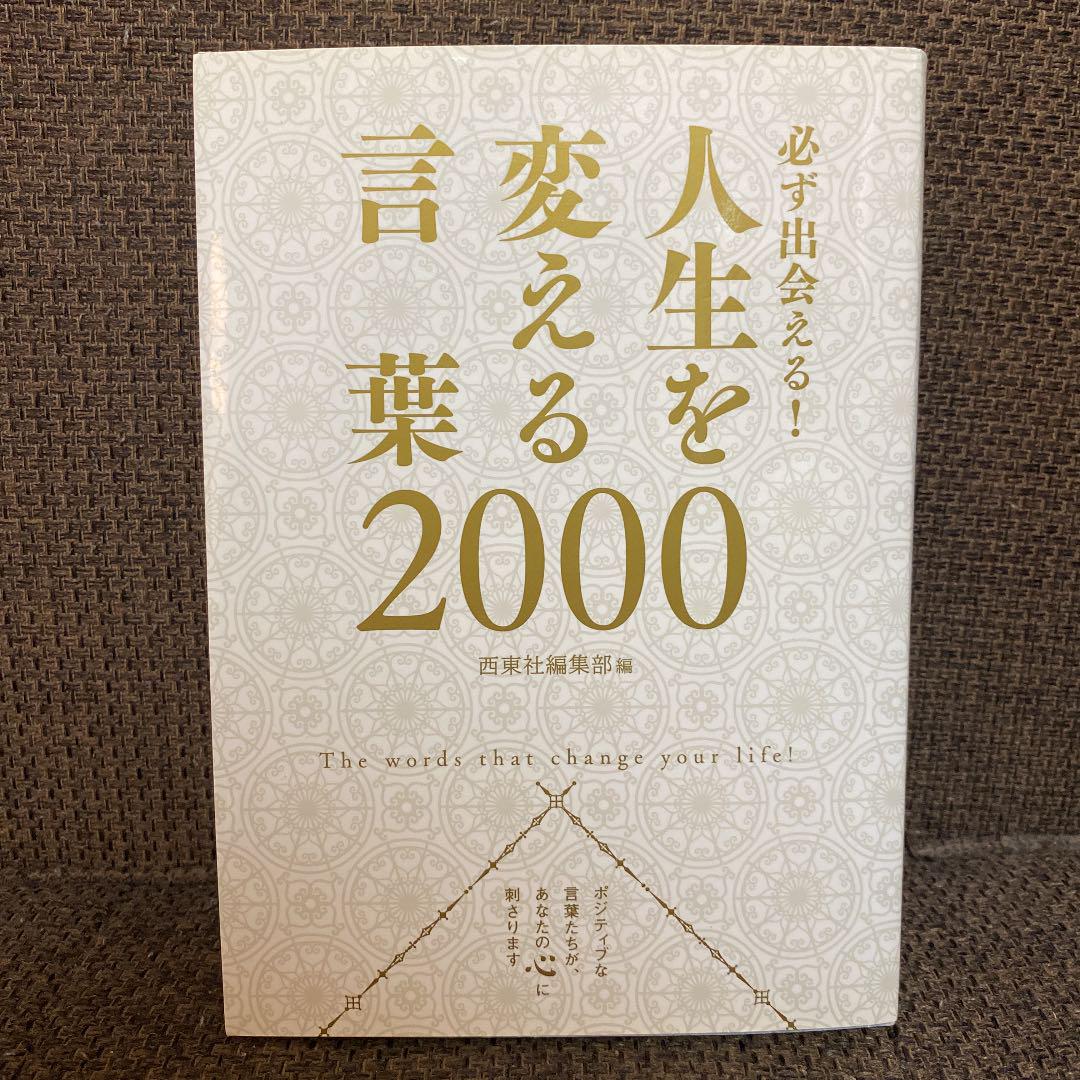 必ず出会える!
人生を
変える
言葉
2000
西東社編集部 編
The words that change your life!
ポジティブな
言葉たちが、
あなたの心に
刺さります